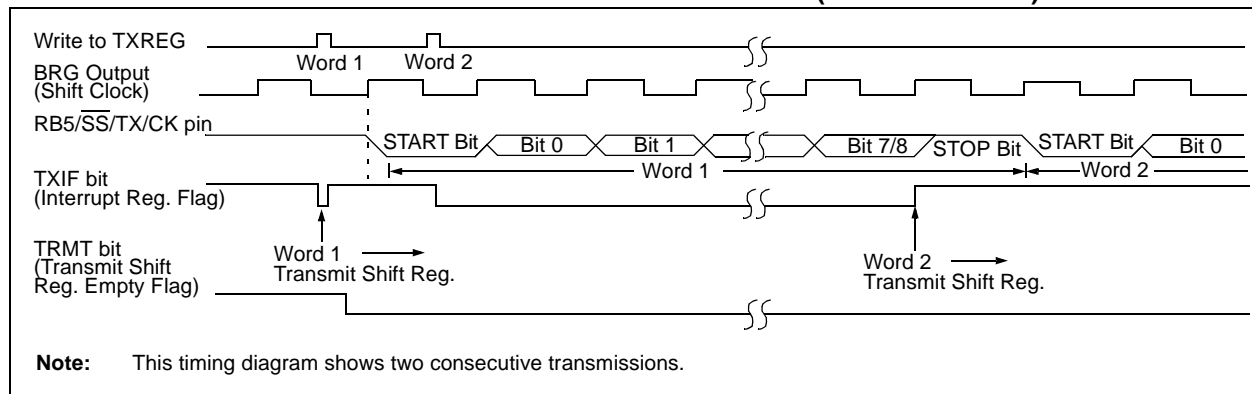 Write to TXREG
Word 1
Word 2
BRG Output
(Shift Clock)
RB5/SS/TX/CK pin
START Bit
Bit 0
Bit 1
Bit 7/8
STOP Bit
START Bit
Bit 0
Word 1
Word 2
TXIF bit
(Interrupt Reg. Flag)
TRMT bit
(Transmit Shift
Reg. Empty Flag)
Word 1
Transmit Shift Reg.
Word 2
Transmit Shift Reg.
Note: This timing diagram shows two consecutive transmissions.